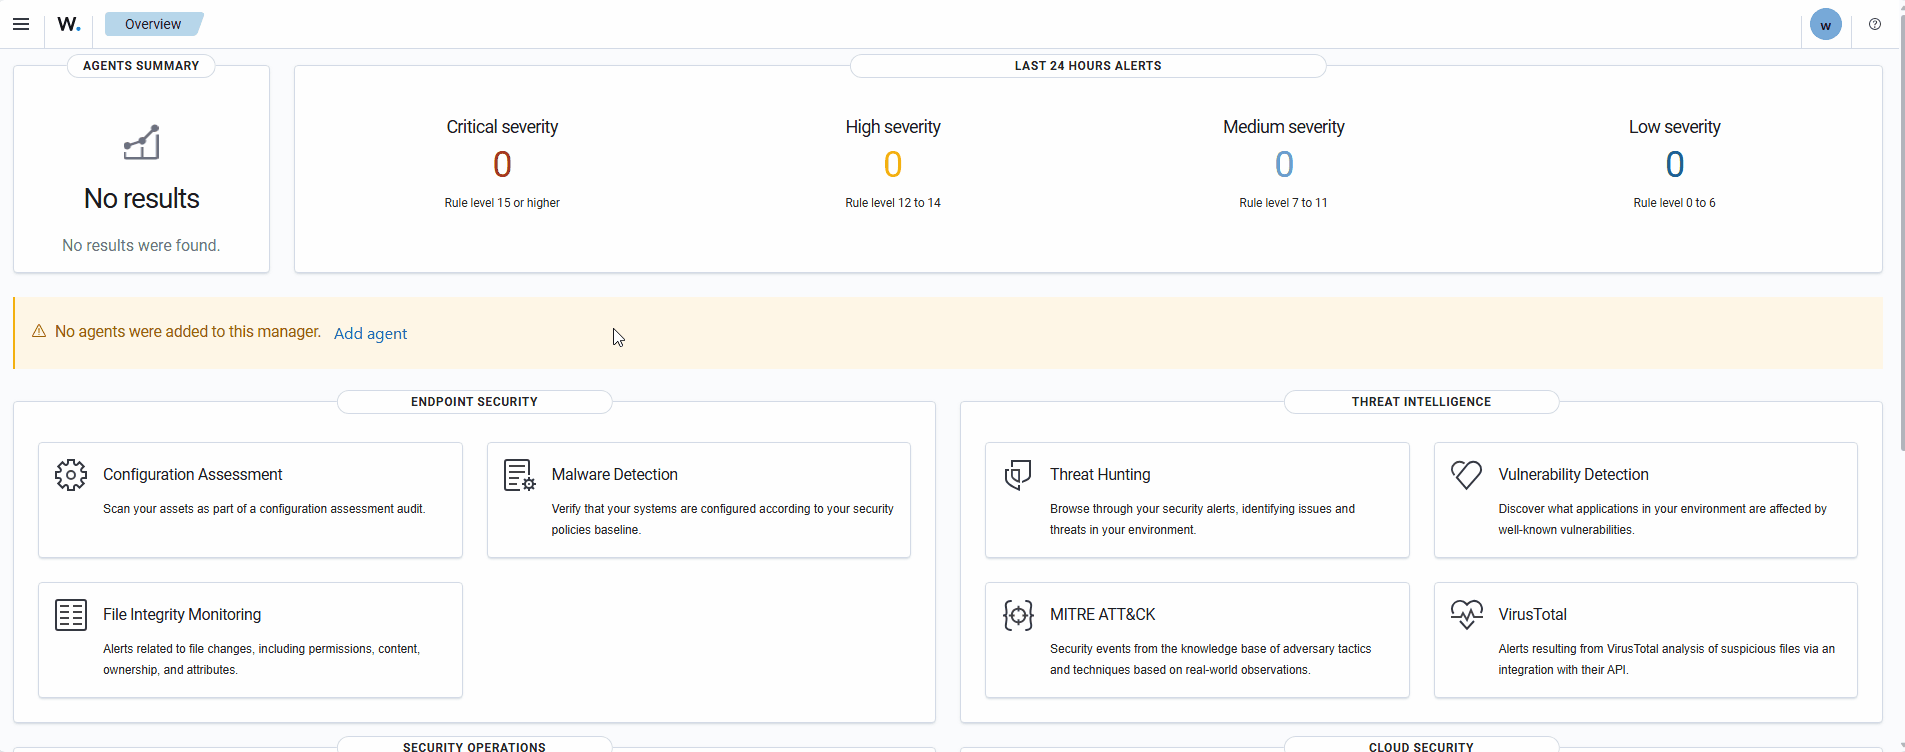 W.
Overview
w
AGENTS SUMMARY
No results
No results were found.
LAST 24 HOURS ALERTS
Critical severity
0
Rule level 15 or higher
High severity
0
Rule level 12 to 14
Medium severity
0
Rule level 7 to 11
Low severity
0
Rule level 0 to 6
No agents were added to this manager. Add agent
ENDPOINT SECURITY
Configuration Assessment
Scan your assets as part of a configuration assessment audit.
Malware Detection
Verify that your systems are configured according to your security
policies baseline.
File Integrity Monitoring
Alerts related to file changes, including permissions, content,
ownership, and attributes.
THREAT INTELLIGENCE
Threat Hunting
Browse through your security alerts, identifying issues and
threats in your environment.
Vulnerability Detection
Discover what applications in your environment are affected by
well-known vulnerabilities.
MITRE ATT&CK
Security events from the knowledge base of adversary tactics
and techniques based on real-world observations.
VirusTotal
Alerts resulting from VirusTotal analysis of suspicious files via an
integration with their API.
SECURITY OPERATIONS
CLOUD SECURITY